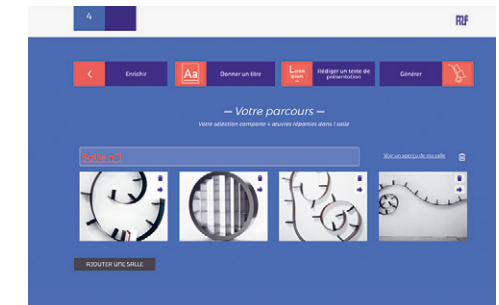 4
FRF
Enrichir
Aa
Donner un titre
Lorem
ipsum
Rédiger un texte de
présentation
Générer
— Votre parcours —
Votre sélection comporte 4 œuvres réparties dans 1 salle
Salle n°1
Voir un aperçu de ma salle
AJOUTER UNE SALLE